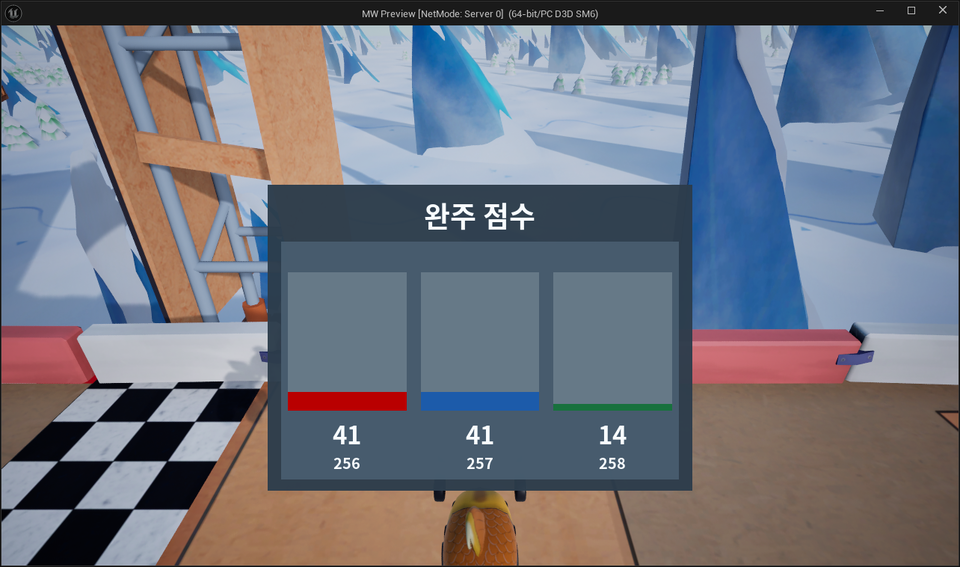 MW Preview [NetMode: Server 0] (64-bit/PC D3D SM6)
완주 점수
41 41 14
256 257 258